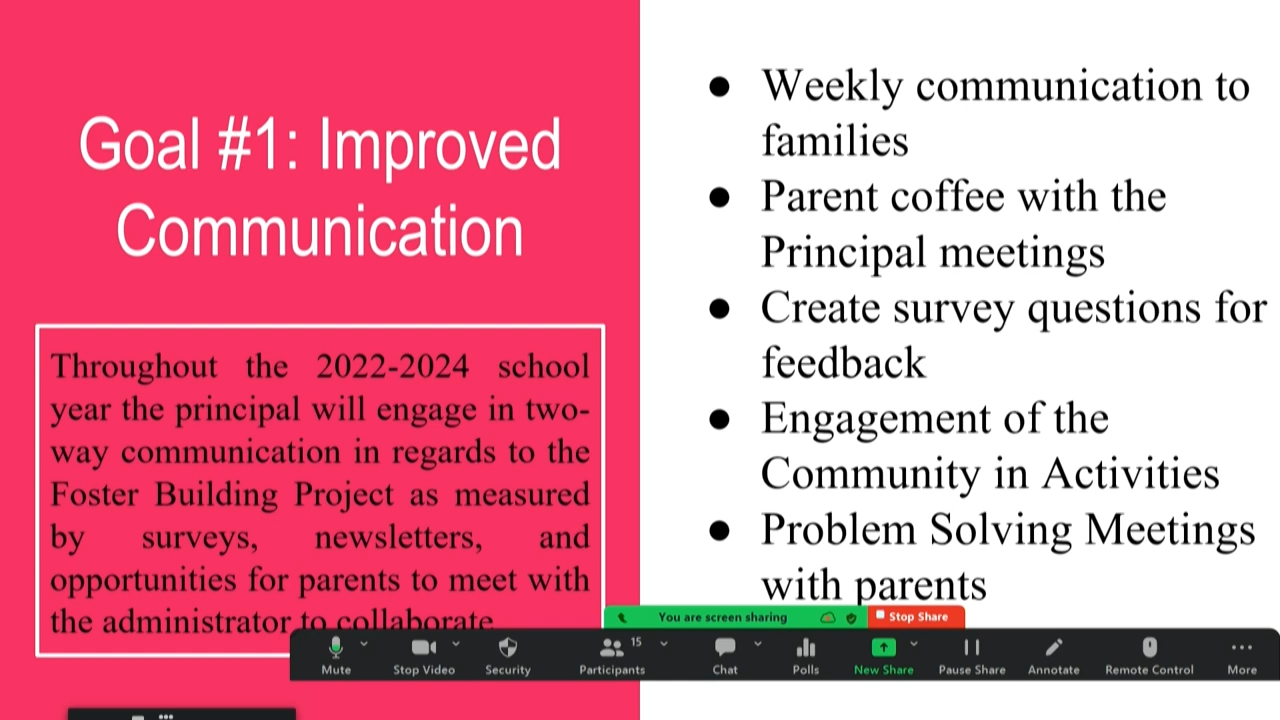 Goal #1: Improved
Communication
Throughout the 2022-2024 school
year the principal will engage in two-
way communication in regards to the
Foster Building Project as measured
by surveys, newsletters, and
opportunities for parents to meet with
the administrator to collaborate
● Weekly communication to
families
● Parent coffee with the
Principal meetings
● Create survey questions for
feedback
● Engagement of the
Community in Activities
● Problem Solving Meetings
with parents
You are screen sharing
Stop Share
Mute
Stop Video
Security
Participants
15
Chat
Polls
New Share
Pause Share
Annotate
Remote Control
More